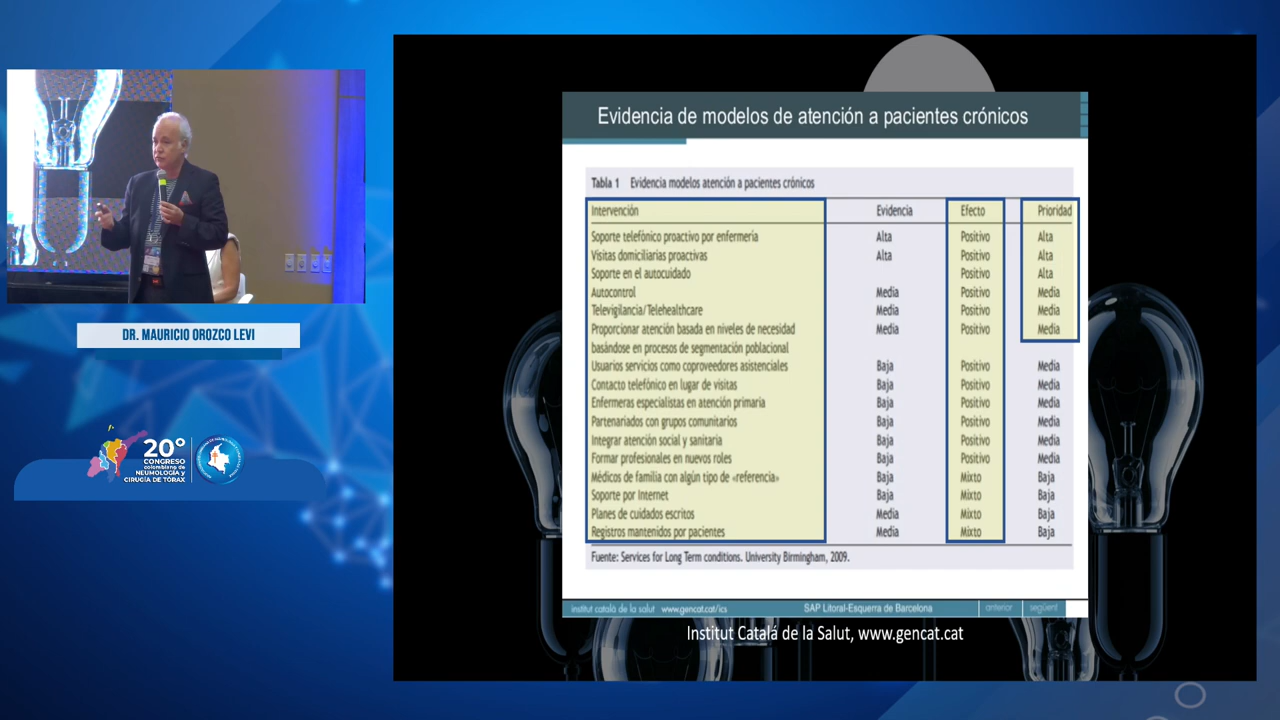 DR. MAURICIO OROZCO LEVI
20º
CONGRESO
colombiano de
NEUMOLOGÍA y
CIRUGÍA DE TÓRAX
Evidencia de modelos de atención a pacientes crónicos
Tabla 1 Evidencia modelos atención a pacientes crónicos
Intervención Evidencia Efecto Prioridad
Soporte telefónico proactivo por enfermería Alta Positivo Alta
Visitas domiciliarias proactivas Alta Positivo Alta
Soporte en el autocuidado Positivo Alta
Autocontrol Media Positivo Media
Televigilancia/Telehealthcare Media Positivo Media
Proporcionar atención basada en niveles de necesidad Media Positivo Media
basándose en procesos de segmentación poblacional
Usuarios servicios como coproveedores asistenciales Baja Positivo Media
Contacto telefónico en lugar de visitas Baja Positivo Media
Enfermeras especialistas en atención primaria Baja Positivo Media
Partenariados con grupos comunitarios Baja Positivo Media
Integrar atención social y sanitaria Baja Positivo Media
Formar profesionales en nuevos roles Baja Positivo Media
Médicos de familia con algún tipo de «referencia» Baja Mixto Baja
Soporte por Internet Baja Mixto Baja
Planes de cuidados escritos Media Mixto Baja
Registros mantenidos por pacientes Media Mixto Baja
Fuente: Services for Long Term conditions. University Birmingham, 2009.
institut català de la salut www.gencat.cat/ics SAP Litoral-Esquerra de Barcelona anterior següent
Institut Catalá de la Salut, www.gencat.cat